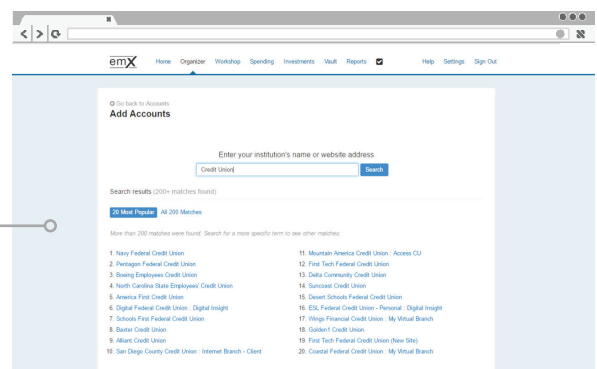 emX Home Organizer Workshop Spending Investments Vault Reports Help Settings Sign Out
Go back to Accounts
Add Accounts
Enter your institution's name or website address
Credit Union Search
Search results (200+ matches found)
20 Most Popular All 200 Matches
More than 200 matches were found. Search for a more specific term to see other matches.
1. Navy Federal Credit Union
2. Pentagon Federal Credit Union
3. Boeing Employees Credit Union
4. North Carolina State Employees' Credit Union
5. America First Credit Union
6. Digital Federal Credit Union : Digital Insight
7. Schools First Federal Credit Union
8. Baxter Credit Union
9. Alliant Credit Union
10. San Diego County Credit Union : Internet Branch - Client
11. Mountain America Credit Union : Access CU
12. First Tech Federal Credit Union
13. Delta Community Credit Union
14. Suncoast Credit Union
15. Desert Schools Federal Credit Union
16. ESL Federal Credit Union - Personal : Digital Insight
17. Wings Financial Credit Union : My Virtual Branch
18. Golden1 Credit Union
19. First Tech Federal Credit Union (New Site)
20. Coastal Federal Credit Union : My Virtual Branch